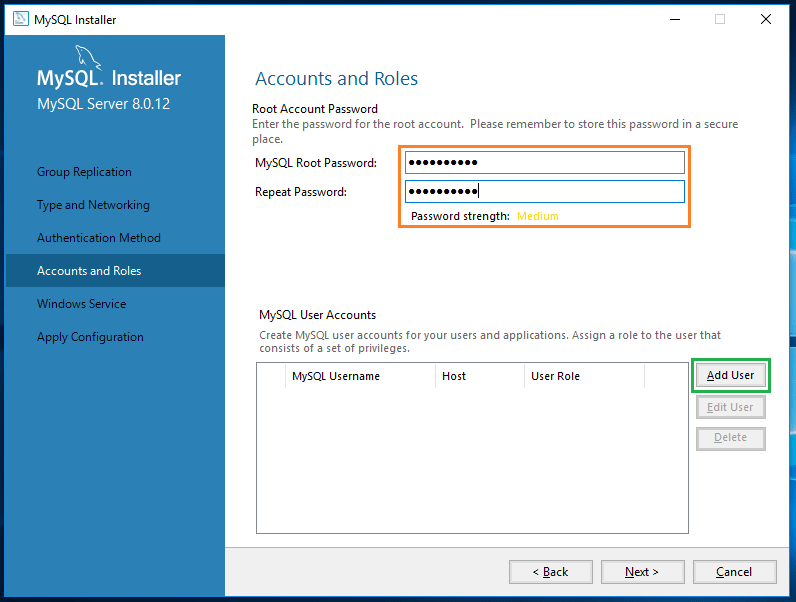 MySQL Installer
MySQL® Installer
MySQL Server 8.0.12
Group Replication
Type and Networking
Authentication Method
Accounts and Roles
Windows Service
Apply Configuration
Accounts and Roles
Root Account Password
Enter the password for the root account.  Please remember to store this password in a secure
place.
MySQL Root Password: ●●●●●●●●●●
Repeat Password: ●●●●●●●●●●
Password strength: Medium
MySQL User Accounts
Create MySQL user accounts for your users and applications. Assign a role to the user that
consists of a set of privileges.
MySQL Username Host User Role
Add User
Edit User
Delete
< Back Next > Cancel